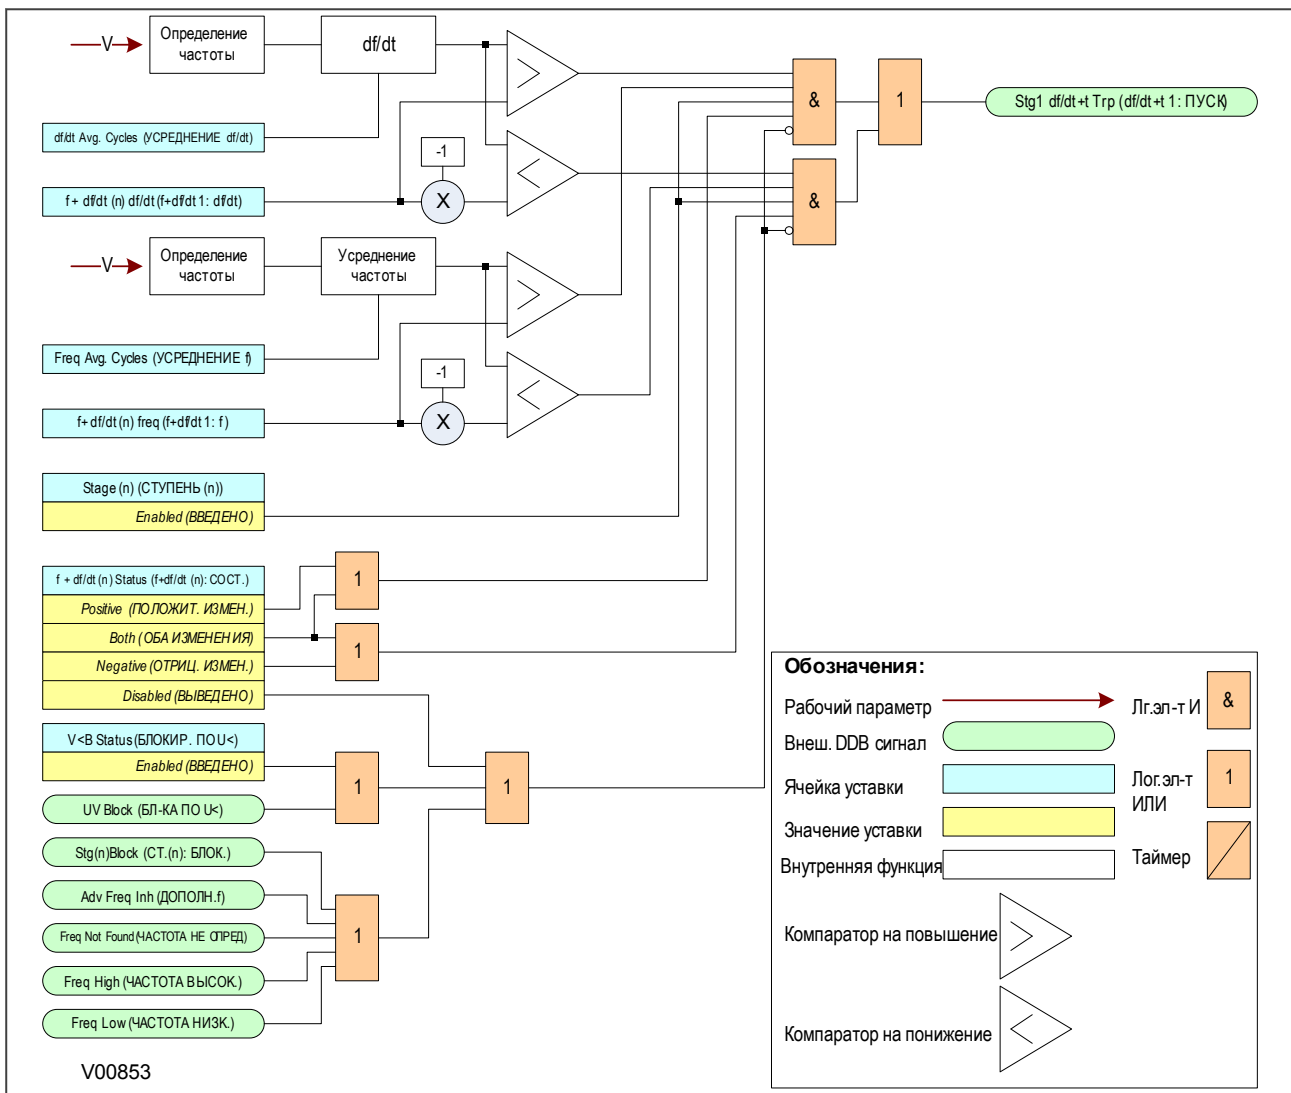 V
Определение
частоты
df/dt
&
1
Stg1 df/dt+t Trp (df/dt+t 1: ПУСК)
df/dt Avg. Cycles (УСРЕДНЕНИЕ df/dt)
-1
f + df/dt (n) df/dt (f+df/dt 1: df/dt)
X
&
V
Определение
частоты
Усреднение
частоты
Freq Avg. Cycles (УСРЕДНЕНИЕ f)
-1
f+ df/dt (n) freq (f+df/dt 1: f )
X
Stage (n) (СТУПЕНЬ (n))
Enabled (ВВЕДЕНО)
f + df/dt (n) Status (f+df/dt (n): СОСТ.)
1
Positive (ПОЛОЖИТ. ИЗМЕН.)
Both (ОБА ИЗМЕНЕНИЯ)
1
Negative (ОТРИЦ. ИЗМЕН.)
Disabled (ВЫВЕДЕНО)
V<B Status (БЛОКИР. ПО U<)
Enabled (ВВЕДЕНО)
1
1
UV Block (БЛ-КА ПО U<)
Stg(n)Block (СТ.(n): БЛОК.)
Adv Freq Inh (ДОПОЛН.f)
Freq Not Found (ЧАСТОТА НЕ ОПРЕД)
1
Freq High (ЧАСТОТА ВЫСОК.)
Freq Low (ЧАСТОТА НИЗК.)
V00853
Обозначения:
Рабочий параметр
Лг.эл-т И
&
Внеш. DDB сигнал
Ячейка уставки
Лог.эл-т
ИЛИ
1
Значение уставки
Внутренняя функция
Таймер
Компаратор на повышение
Компаратор на понижение